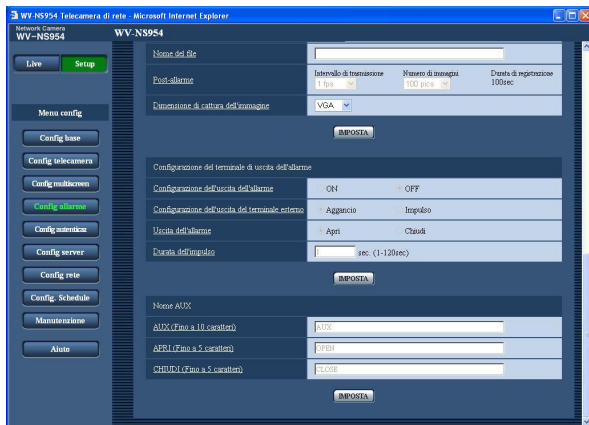 WV-NS954 Telecamera di rete - Microsoft Internet Explorer
Network Camera
WV-NS954
WV-NS954
Live
Setup
Menu config
Config base
Config telecamera
Config multiscreen
Config allarme
Config autenticaz
Config server
Config rete
Config. Schedule
Manutenzione
Aiuto
Nome del file
Post-allarme
Intervallo di trasmissione
Numero di immagini
Durata di registrazione
1 fps
100 pics
100sec
Dimensione di cattura dell'immagine
VGA
IMPOSTA
Configurazione del terminale di uscita dell'allarme
Configurazione dell'uscita dell'allarme
ON
OFF
Configurazione dell'uscita del terminale esterno
Aggancio
Impulso
Uscita dell'allarme
Apri
Chiudi
Durata dell'impulso
sec. (1-120sec)
IMPOSTA
Nome AUX
AUX (Fino a 10 caratteri)
AUX
APRI (Fino a 5 caratteri)
OPEN
CHIUDI (Fino a 5 caratteri)
CLOSE
IMPOSTA